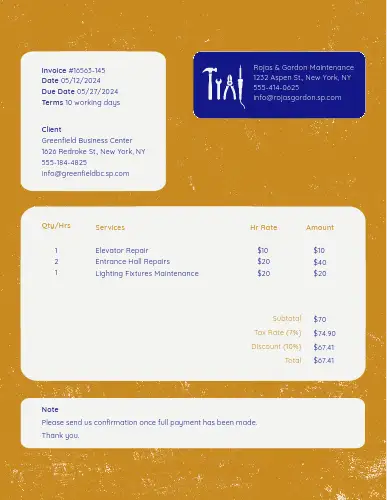 Invoice #16563-145
Date 05/12/2024
Due Date 05/27/2024
Terms 10 working days
Client
Greenfield Business Center
1626 Redroke St., New York, NY
555-184-4825
info@greenfieldbc.sp.com
Rojas & Gordon Maintenance
1232 Aspen St., New York, NY
555-414-0625
info@rojasgordon.sp.com
Qty/Hrs Services Hr Rate Amount
1 Elevator Repair $10 $10
2 Entrance Hall Repairs $20 $40
1 Lighting Fixtures Maintenance $20 $20
Subtotal $70
Tax Rate (7%) $74.90
Discount (10%) $67.41
Total $67.41
Note
Please send us confirmation once full payment has been made.
Thank you.